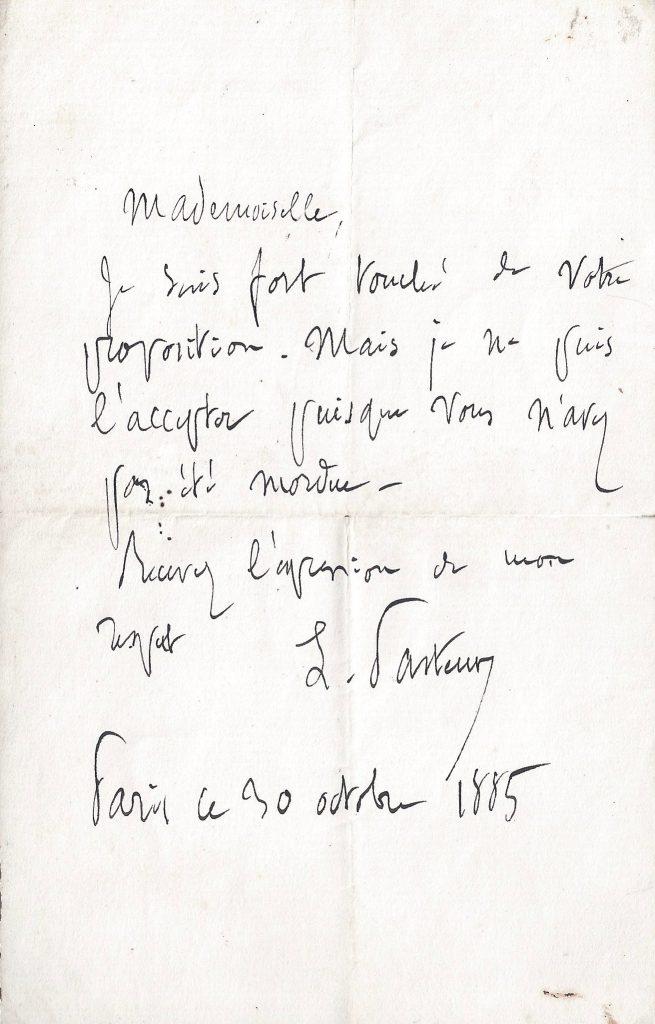 Mademoiselle,
Je suis fort touché de votre
proposition. Mais je ne puis
l'accepter puisque vous n'avez
pas été mordue -
Recevez l'expression de mon
respect
L. Pasteur
Paris ce 30 octobre 1885